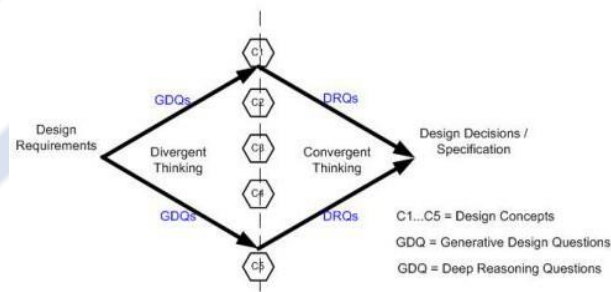 C1
GDQs
C2
DRQs
Design
Requirements
Divergent
Thinking
C3
Convergent
Thinking
Design Decisions /
Specification
C4
GDQs
DRQs
C5
C1...C5 = Design Concepts
GDQ = Generative Design Questions
GDQ = Deep Reasoning Questions